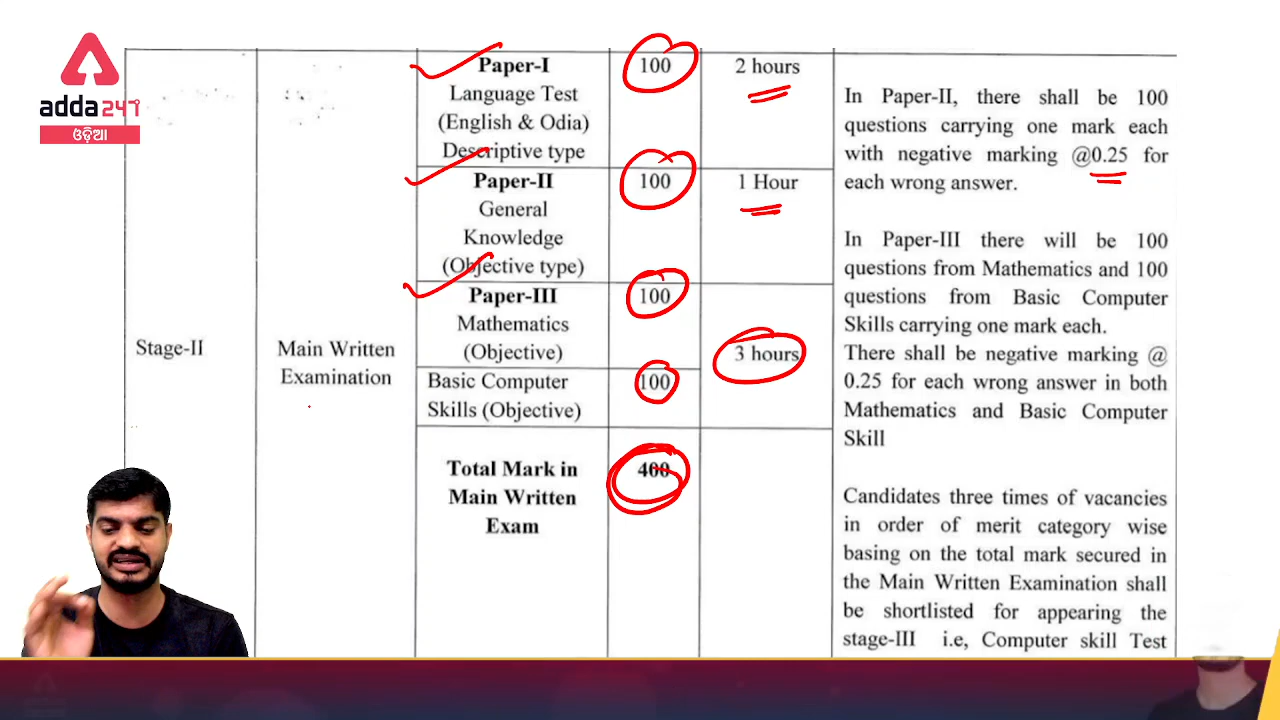 adda247
ଓଡ଼ିଆ
Stage-II
Main Written
Examination
Paper-I
Language Test
(English & Odia)
Descriptive type
100
2 hours
Paper-II
General
Knowledge
(Objective type)
100
1 Hour
Paper-III
Mathematics
(Objective)
100
3 hours
Basic Computer
Skills (Objective)
100
Total Mark in
Main Written
Exam
400
In Paper-II, there shall be 100
questions carrying one mark each
with negative marking @0.25 for
each wrong answer.
In Paper-III there will be 100
questions from Mathematics and 100
questions from Basic Computer
Skills carrying one mark each.
There shall be negative marking @
0.25 for each wrong answer in both
Mathematics and Basic Computer
Skill
Candidates three times of vacancies
in order of merit category wise
basing on the total mark secured in
the Main Written Examination shall
be shortlisted for appearing the
stage-III i.e, Computer skill Test